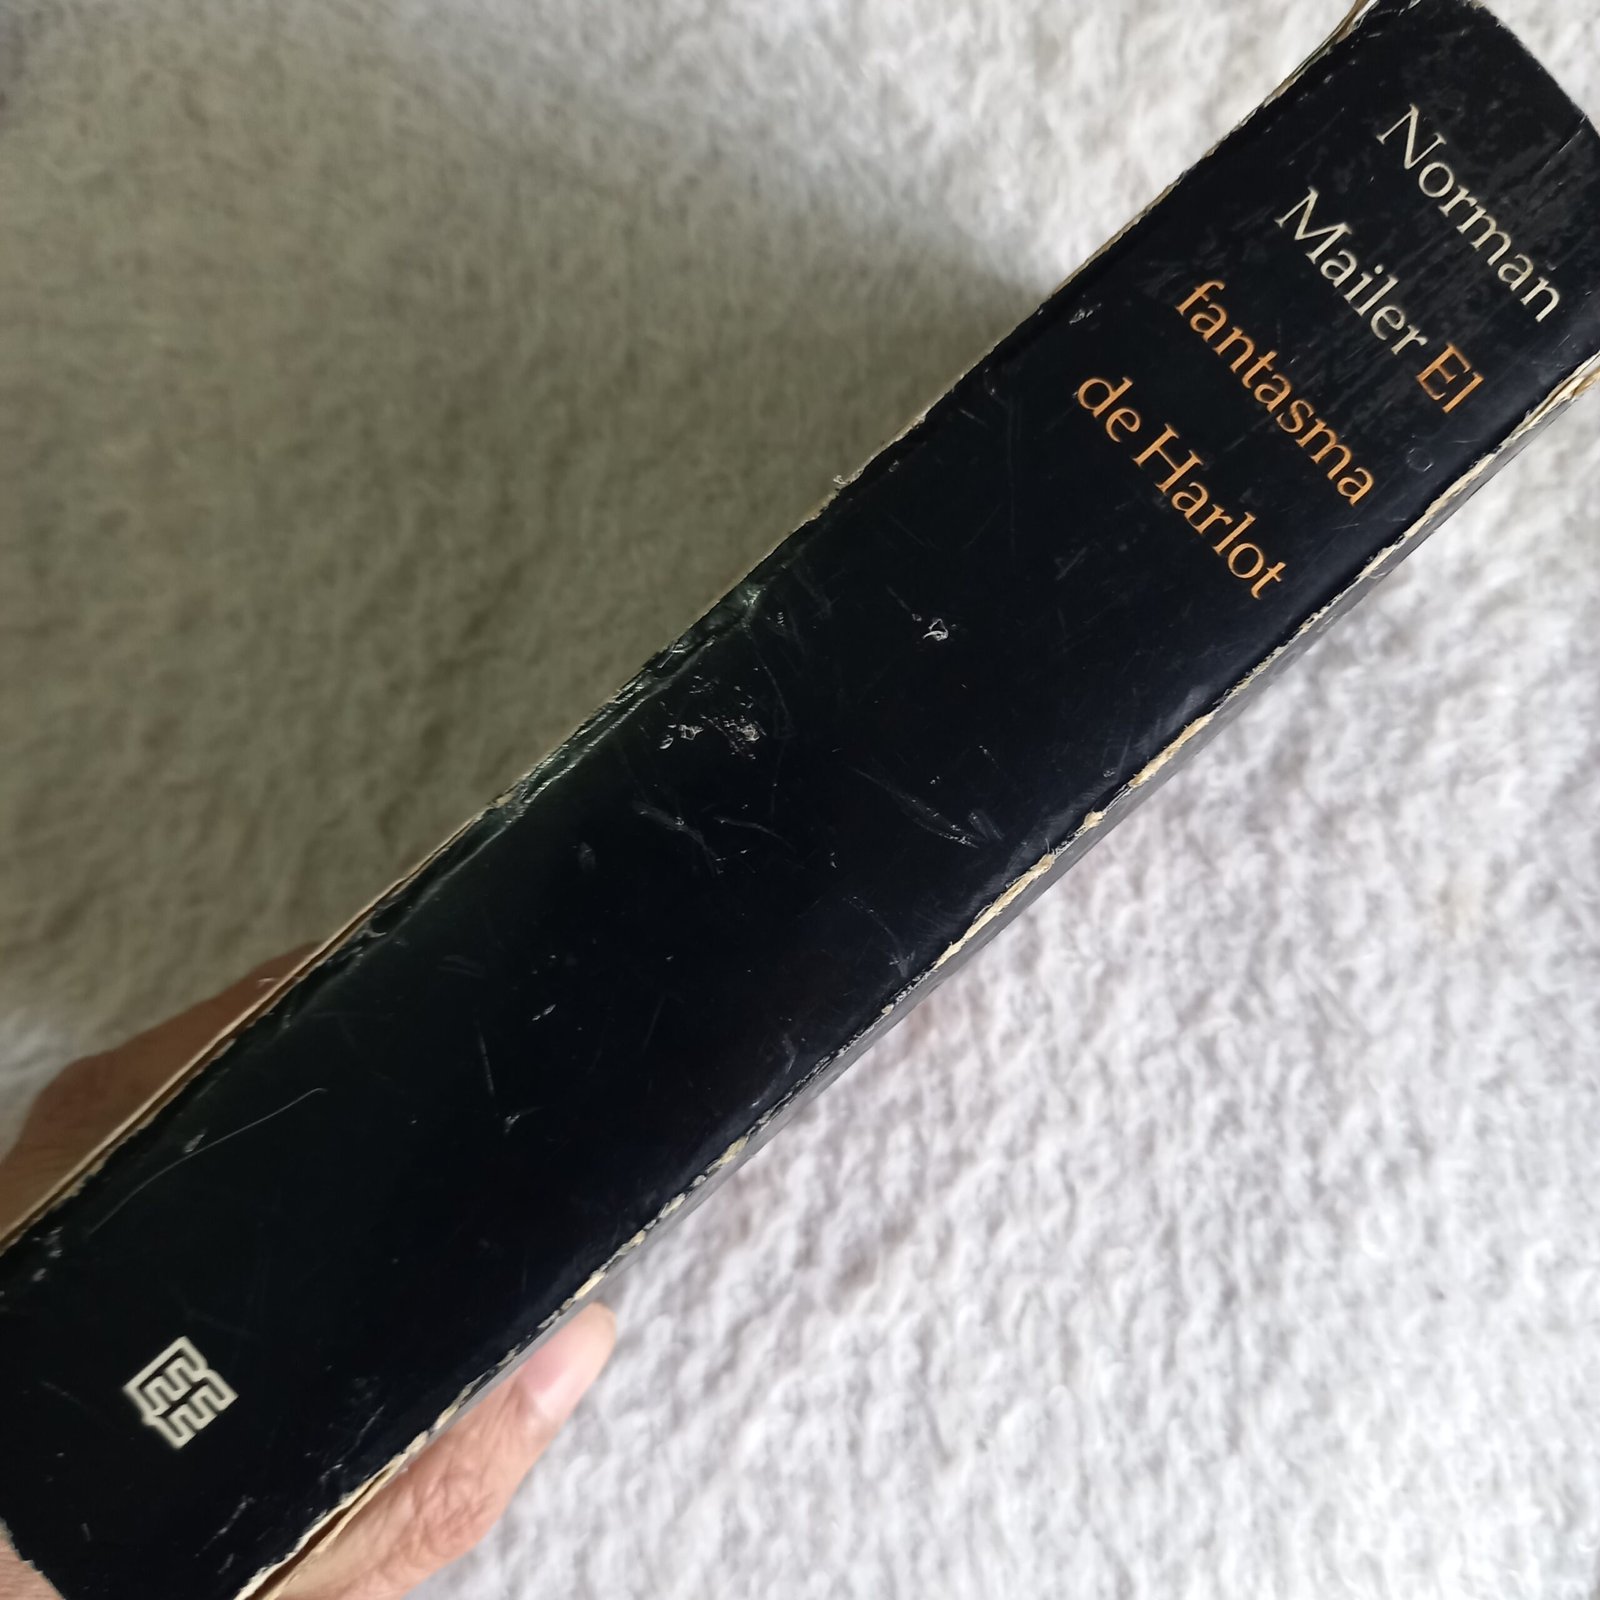 Norman
Mailer El
fantasma
de Harlot